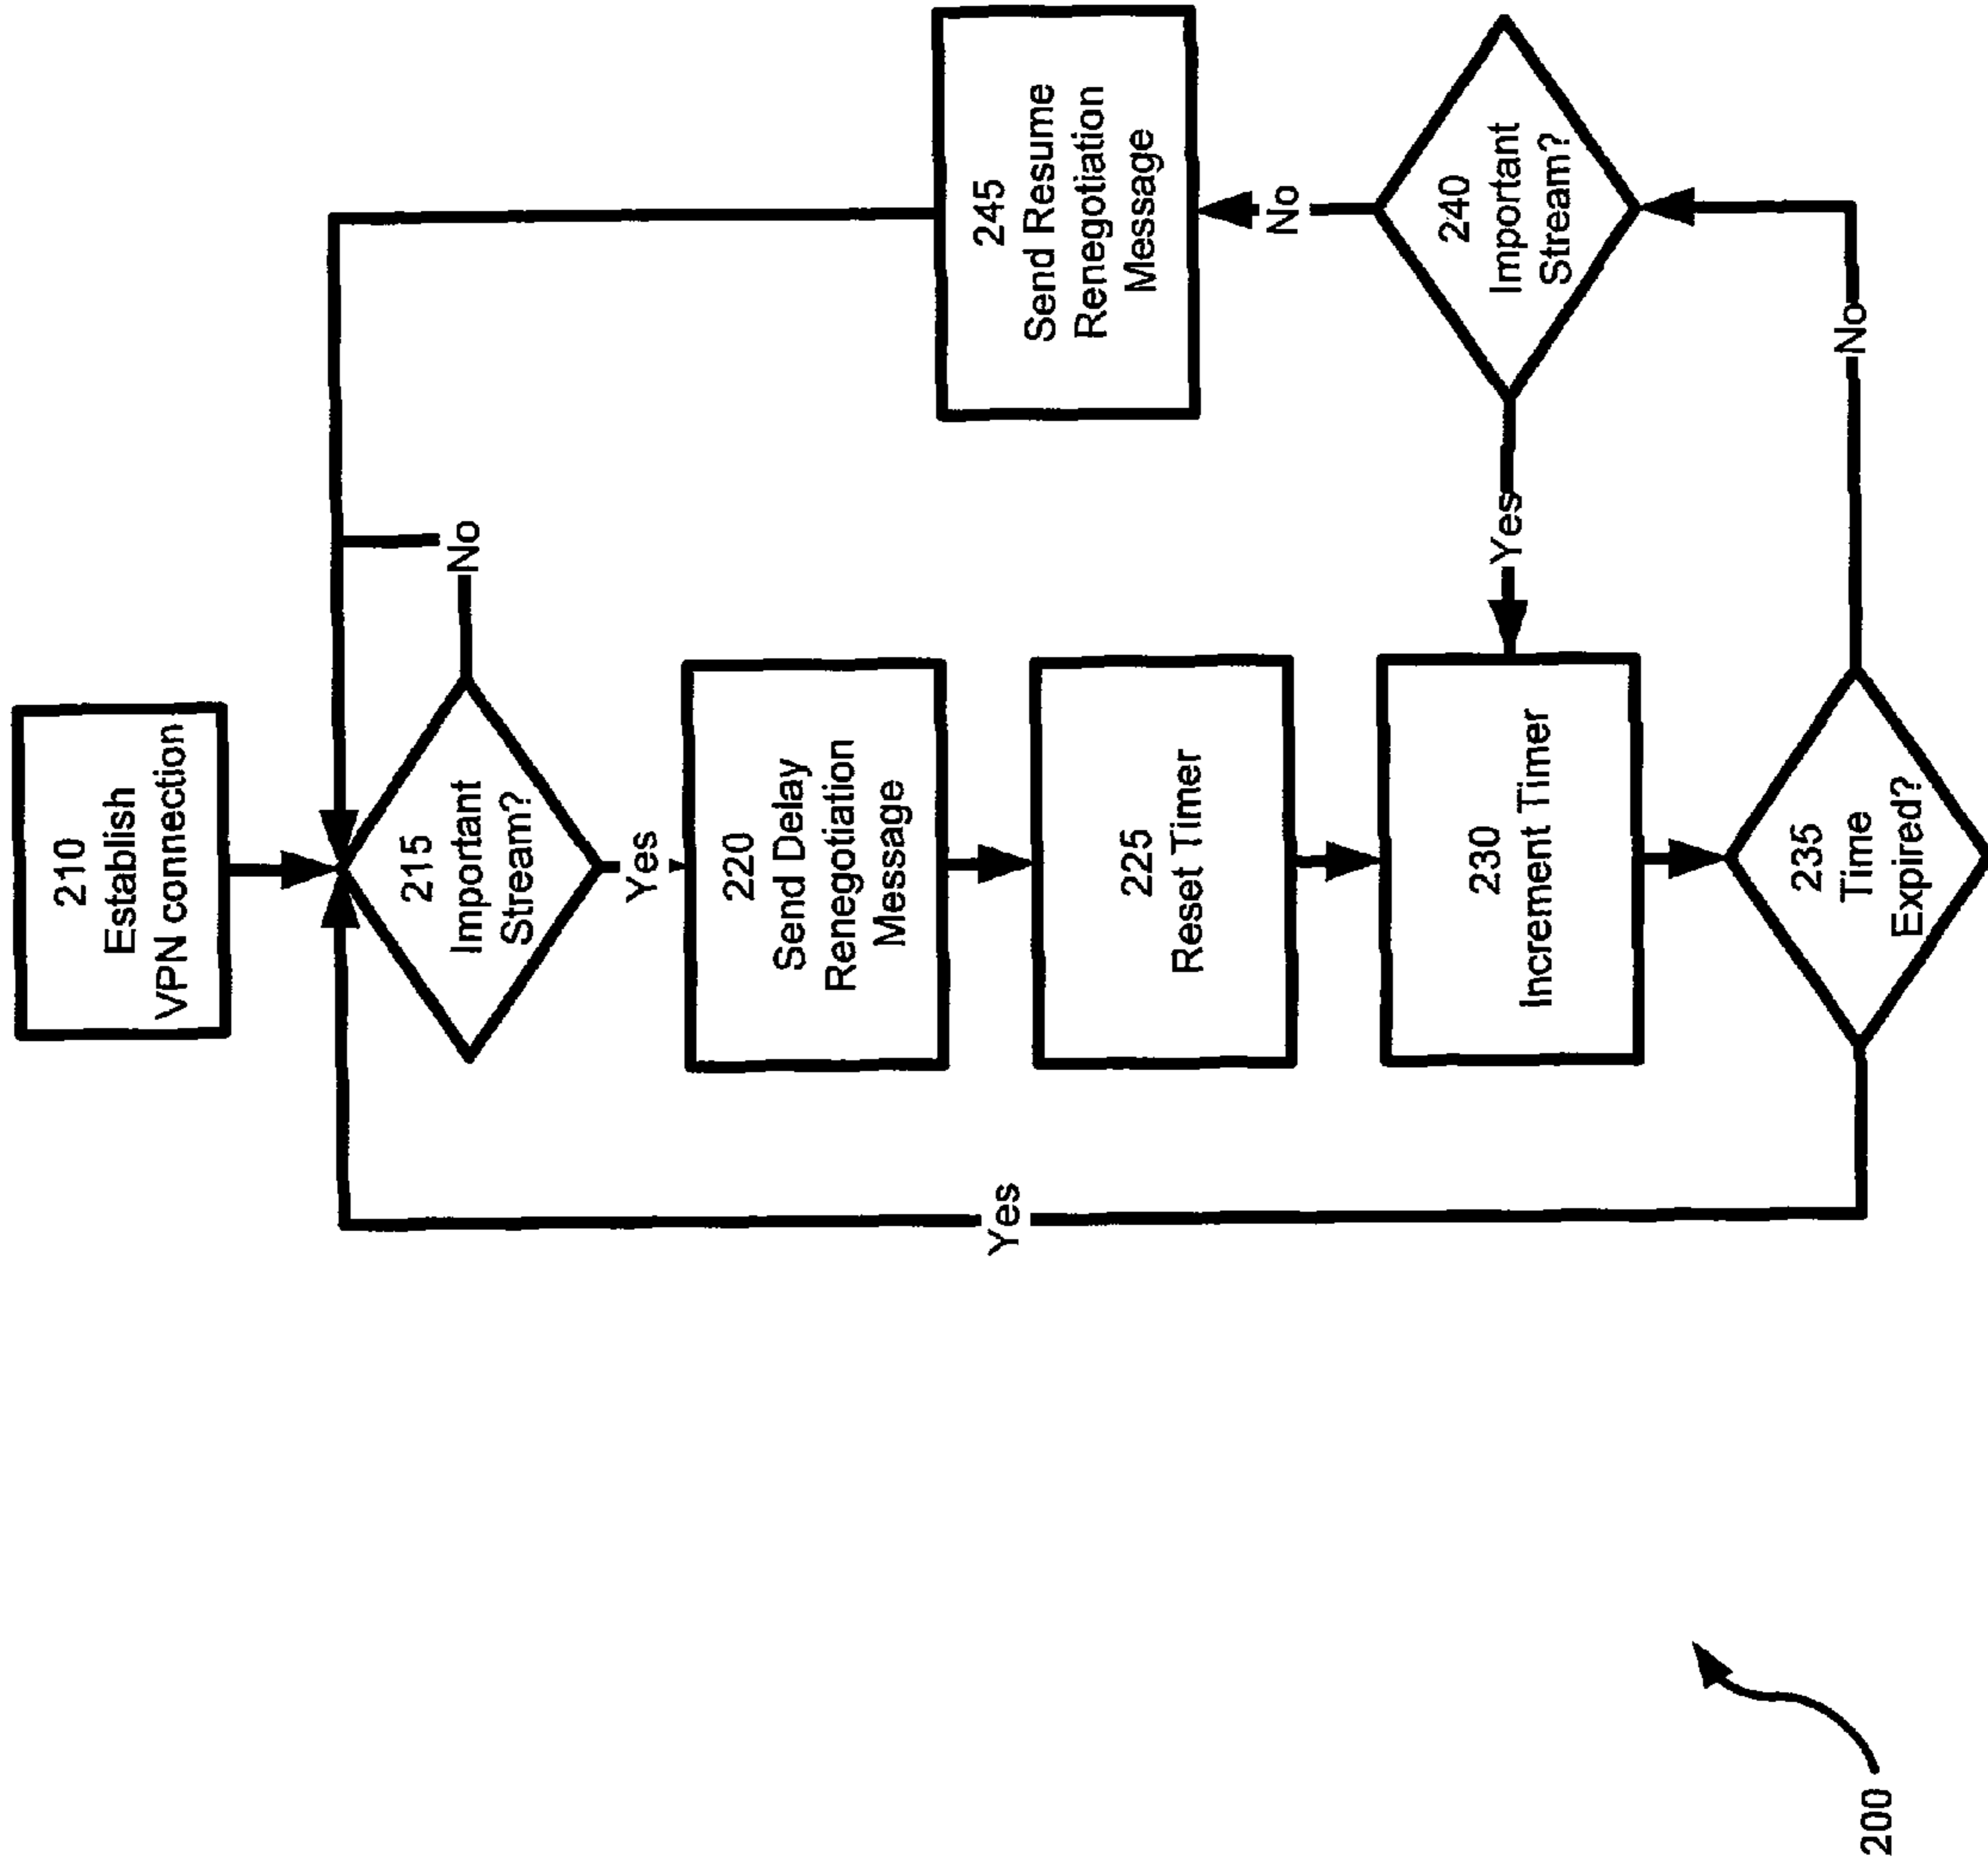 210
Establish
VPN connection
215
Important
Stream?
No
Yes
220
Send Delay
Renegotiation
Message
225
Reset Timer
230
Increment Timer
235
Time
Expired?
Yes
No
240
Important
Stream?
Yes
No
245
Send Resume
Renegotiation
Message
200